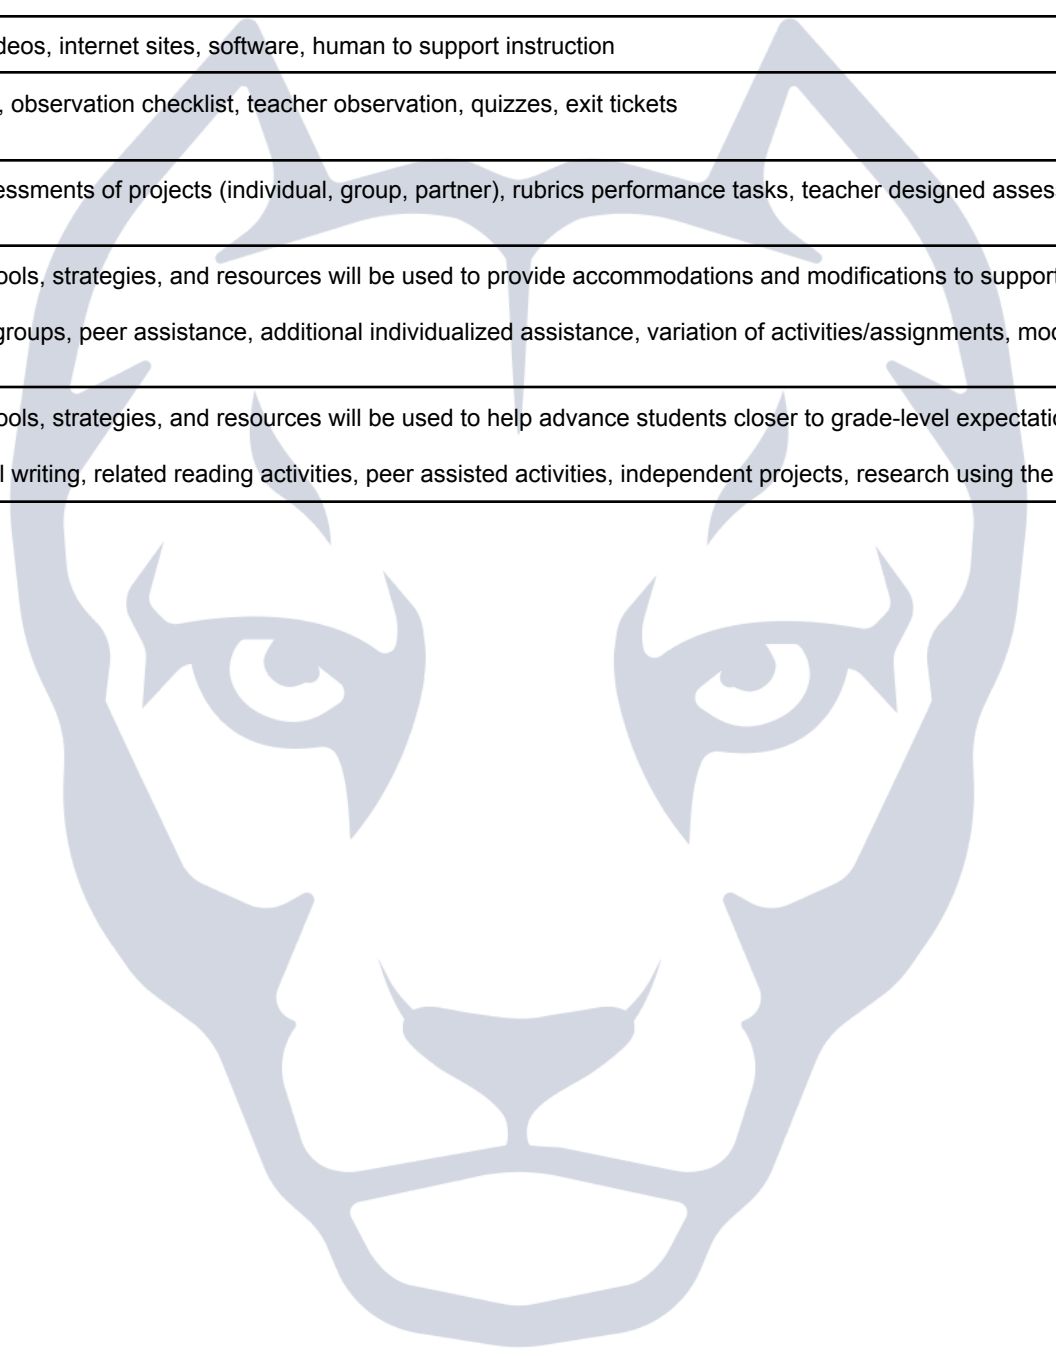 deos, internet sites, software, human to support instruction
, observation checklist, teacher observation, quizzes, exit tickets
essments of projects (individual, group, partner), rubrics performance tasks, teacher designed asses
ools, strategies, and resources will be used to provide accommodations and modifications to support
groups, peer assistance, additional individualized assistance, variation of activities/assignments, mod
ools, strategies, and resources will be used to help advance students closer to grade-level expectatio
l writing, related reading activities, peer assisted activities, independent projects, research using the